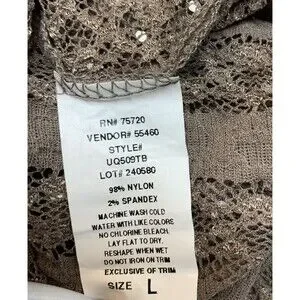 RN# 75720
VENDOR# 55460
STYLE#
UQ509TB
LOT# 240580
98% NYLON
2% SPANDEX
MACHINE WASH COLD
WATER WITH LIKE COLORS
NO CHLORINE BLEACH.
LAY FLAT TO DRY.
RESHAPE WHEN WET
DO NOT IRON ON TRIM
EXCLUSIVE OF TRIM
SIZE L